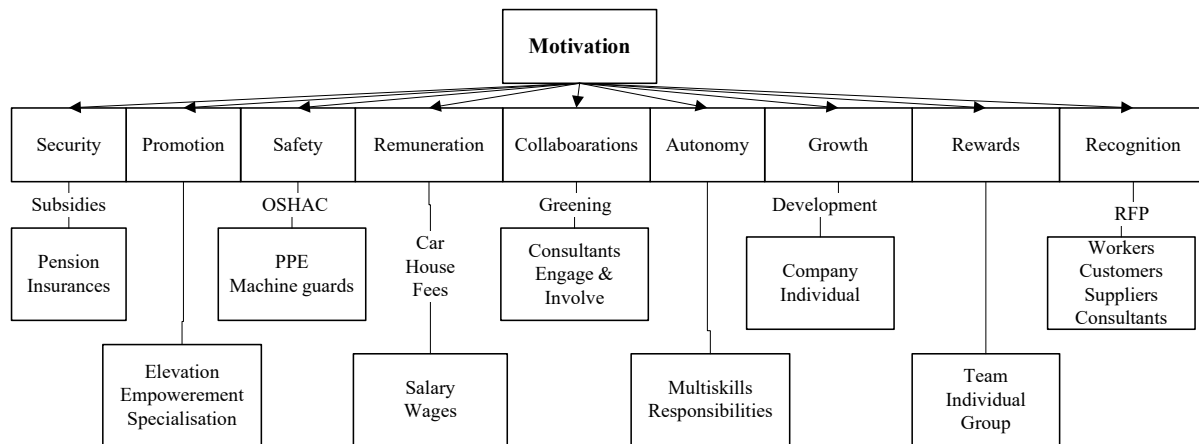 Motivation
Security
Promotion
Safety
Remuneration
Collaboarations
Autonomy
Growth
Rewards
Recognition
Subsidies
OSHAC
Car
House
Fees
Greening
Development
RFP
Pension
Insurances
PPE
Machine guards
Consultants
Engage &
Involve
Company
Individual
Workers
Customers
Suppliers
Consultants
Elevation
Empowerement
Specialisation
Salary
Wages
Multiskills
Responsibilities
Team
Individual
Group